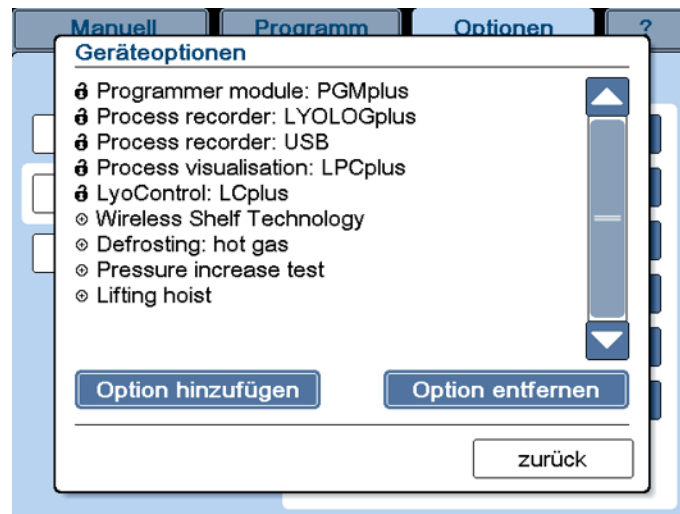 Manuell Programm Optionen ?
Geräteoptionen
Programmer module: PGMplus
Process recorder: LYOLOGplus
Process recorder: USB
Process visualisation: LPCplus
LyoControl: LCplus
Wireless Shelf Technology
Defrosting: hot gas
Pressure increase test
Lifting hoist
Option hinzufügen Option entfernen
zurück